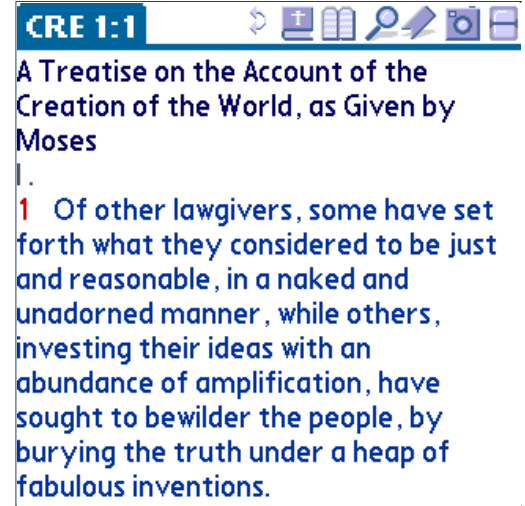 CRE 1:1
A Treatise on the Account of the
Creation of the World, as Given by
Moses
I.
1 Of other lawgivers, some have set
forth what they considered to be just
and reasonable, in a naked and
unadorned manner, while others,
investing their ideas with an
abundance of amplification, have
sought to bewilder the people, by
burying the truth under a heap of
fabulous inventions.